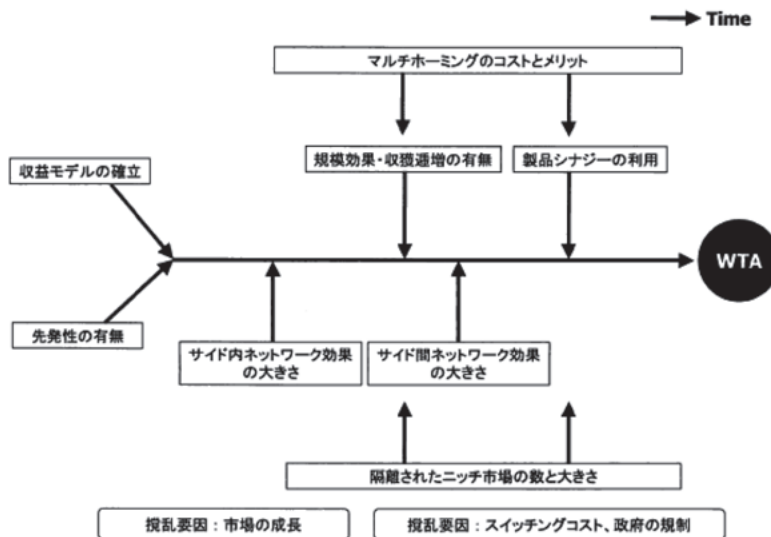 Time
マルチホーミングのコストとメリット
規模効果・収獲逓増の有無
製品シナジーの利用
収益モデルの確立
WTA
先発性の有無
サイド内ネットワーク効果
の大きさ
サイド間ネットワーク効果
の大きさ
隔離されたニッチ市場の数と大きさ
撹乱要因：市場の成長
撹乱要因：スイッチングコスト、政府の規制